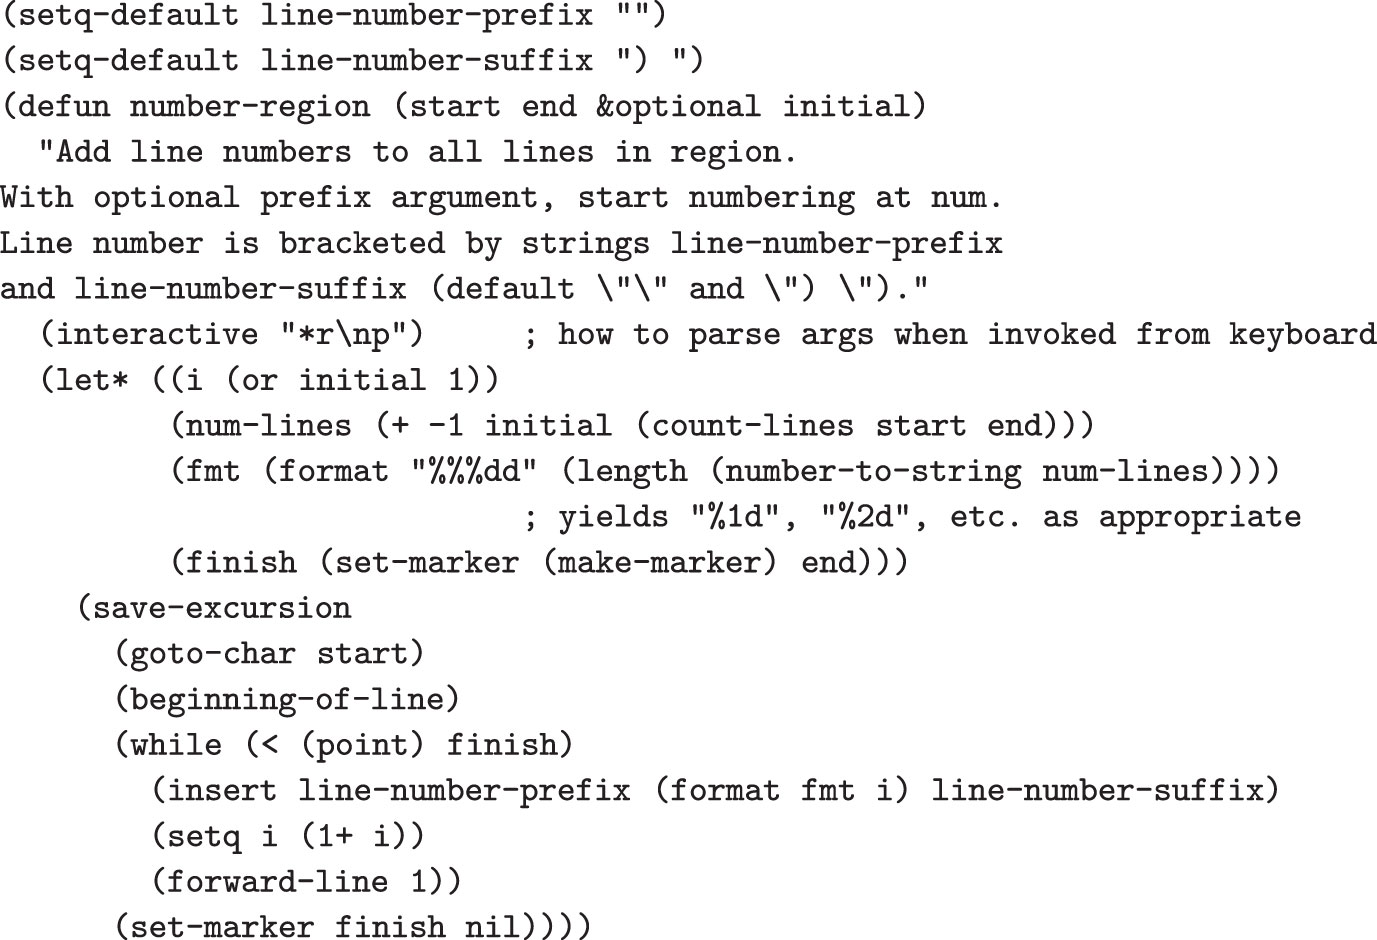 (setq-default line-number-prefix "")
(setq-default line-number-suffix ") ")
(defun number-region (start end &optional initial)
  "Add line numbers to all lines in region.
With optional prefix argument, start numbering at num.
Line number is bracketed by strings line-number-prefix
and line-number-suffix (default \"\" and \") \")."
  (interactive "*r\np")     ; how to parse args when invoked from keyboard
  (let* ((i (or initial 1))
         (num-lines (+ -1 initial (count-lines start end)))
         (fmt (format "%%%dd" (length (number-to-string num-lines))))
                            ; yields "%1d", "%2d", etc. as appropriate
         (finish (set-marker (make-marker) end)))
    (save-excursion
      (goto-char start)
      (beginning-of-line)
      (while (< (point) finish)
        (insert line-number-prefix (format fmt i) line-number-suffix)
        (setq i (1+ i))
        (forward-line 1))
      (set-marker finish nil))))